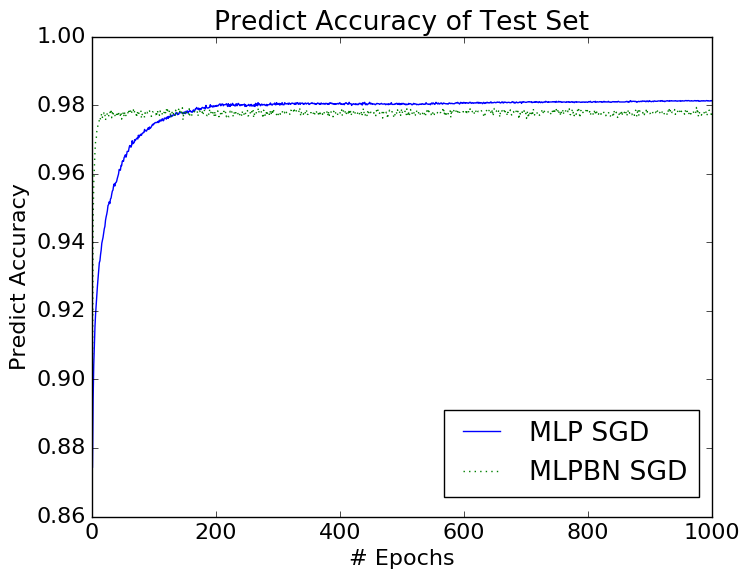 Predict Accuracy of Test Set
Predict Accuracy
1.00
0.98
0.96
0.94
0.92
0.90
0.88
0.86
0
200
400
600
800
1000
# Epochs
MLP SGD
MLPBN SGD